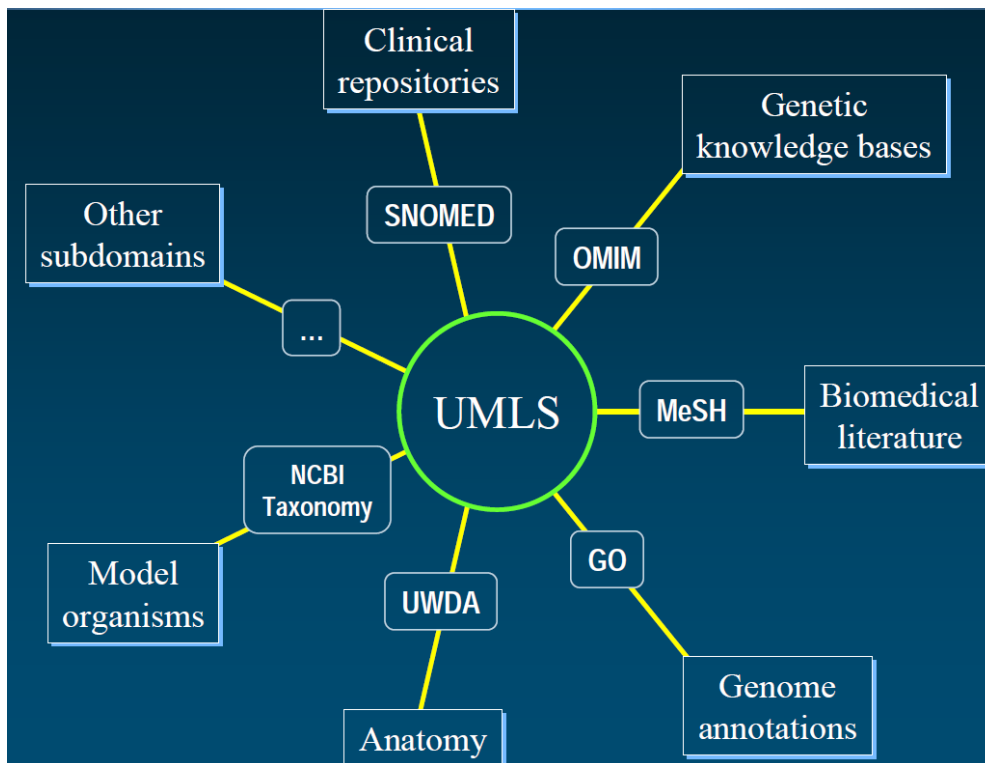 Clinical
repositories
Genetic
knowledge bases
SNOMED
Other
subdomains
OMIM
...
UMLS
MeSH
Biomedical
literature
NCBI
Taxonomy
GO
Model
organisms
UWDA
Genome
annotations
Anatomy